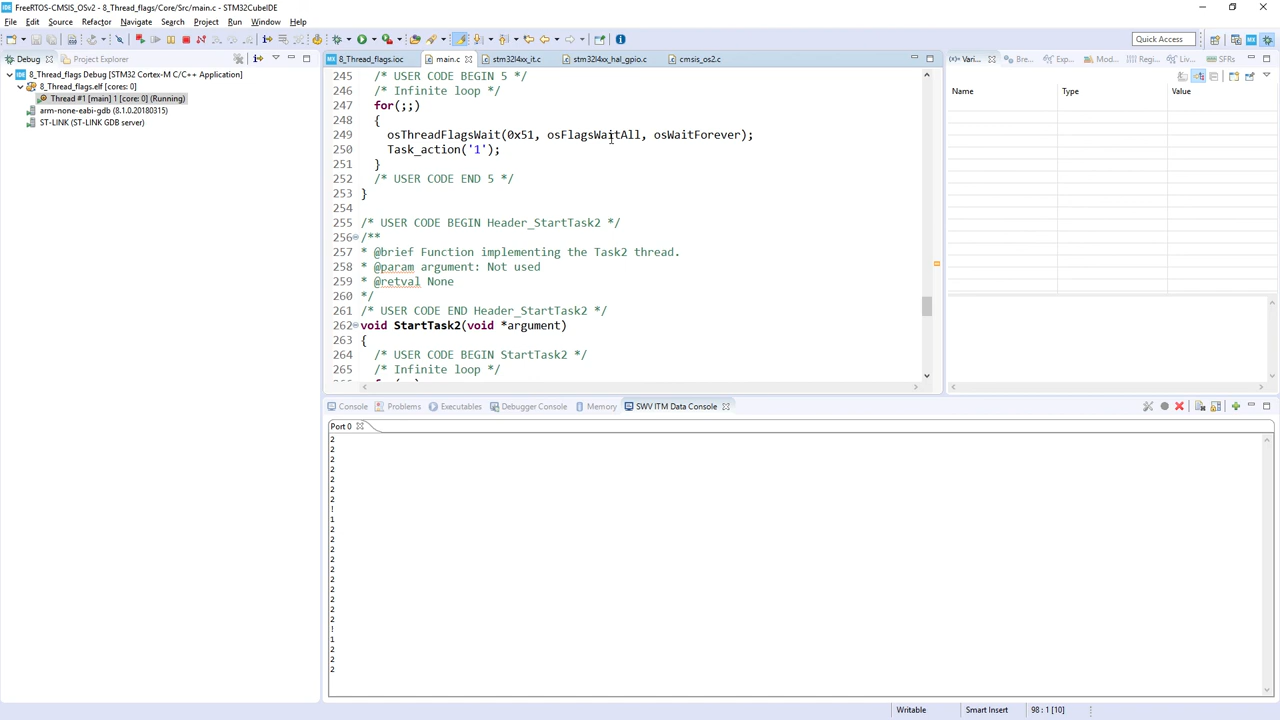 FreeRTOS-CMSIS_OSv2 - 8_Thread_flags/Core/Src/main.c - STM32CubeIDE
File Edit Source Refactor Navigate Search Project Run Window Help
Quick Access
Debug Project Explorer
8_Thread_flags Debug [STM32 Cortex-M C/C++ Application]
8_Thread_flags.elf [cores: 0]
Thread #1 [main] 1 [core: 0] (Running)
arm-none-eabi-gdb (8.1.0.20180315)
ST-LINK (ST-LINK GDB server)
8_Thread_flags.ioc main.c stm32l4xx_it.c stm32l4xx_hal_gpio.c cmsis_os2.c
245 /* USER CODE BEGIN 5 */
246 /* Infinite loop */
247 for(;;)
248 {
249 osThreadFlagsWait(0x51, osFlagsWaitAll, osWaitForever);
250 Task_action('1');
251 }
252 /* USER CODE END 5 */
253 }
254
255 /* USER CODE BEGIN Header_StartTask2 */
256 /**
257 * @brief Function implementing the Task2 thread.
258 * @param argument: Not used
259 * @retval None
260 */
261 /* USER CODE END Header_StartTask2 */
262 void StartTask2(void *argument)
263 {
264 /* USER CODE BEGIN StartTask2 */
265 /* Infinite loop */
Vari... Bre... Mod... Regi... Live... SFRs
Name Type Value
Console Problems Executables Debugger Console Memory SWV ITM Data Console
Port 0
2
2
2
2
2
2
2
!
1
2
2
2
2
2
2
2
2
2
2
!
1
2
2
2
Writable Smart Insert 98 : 1 [10]